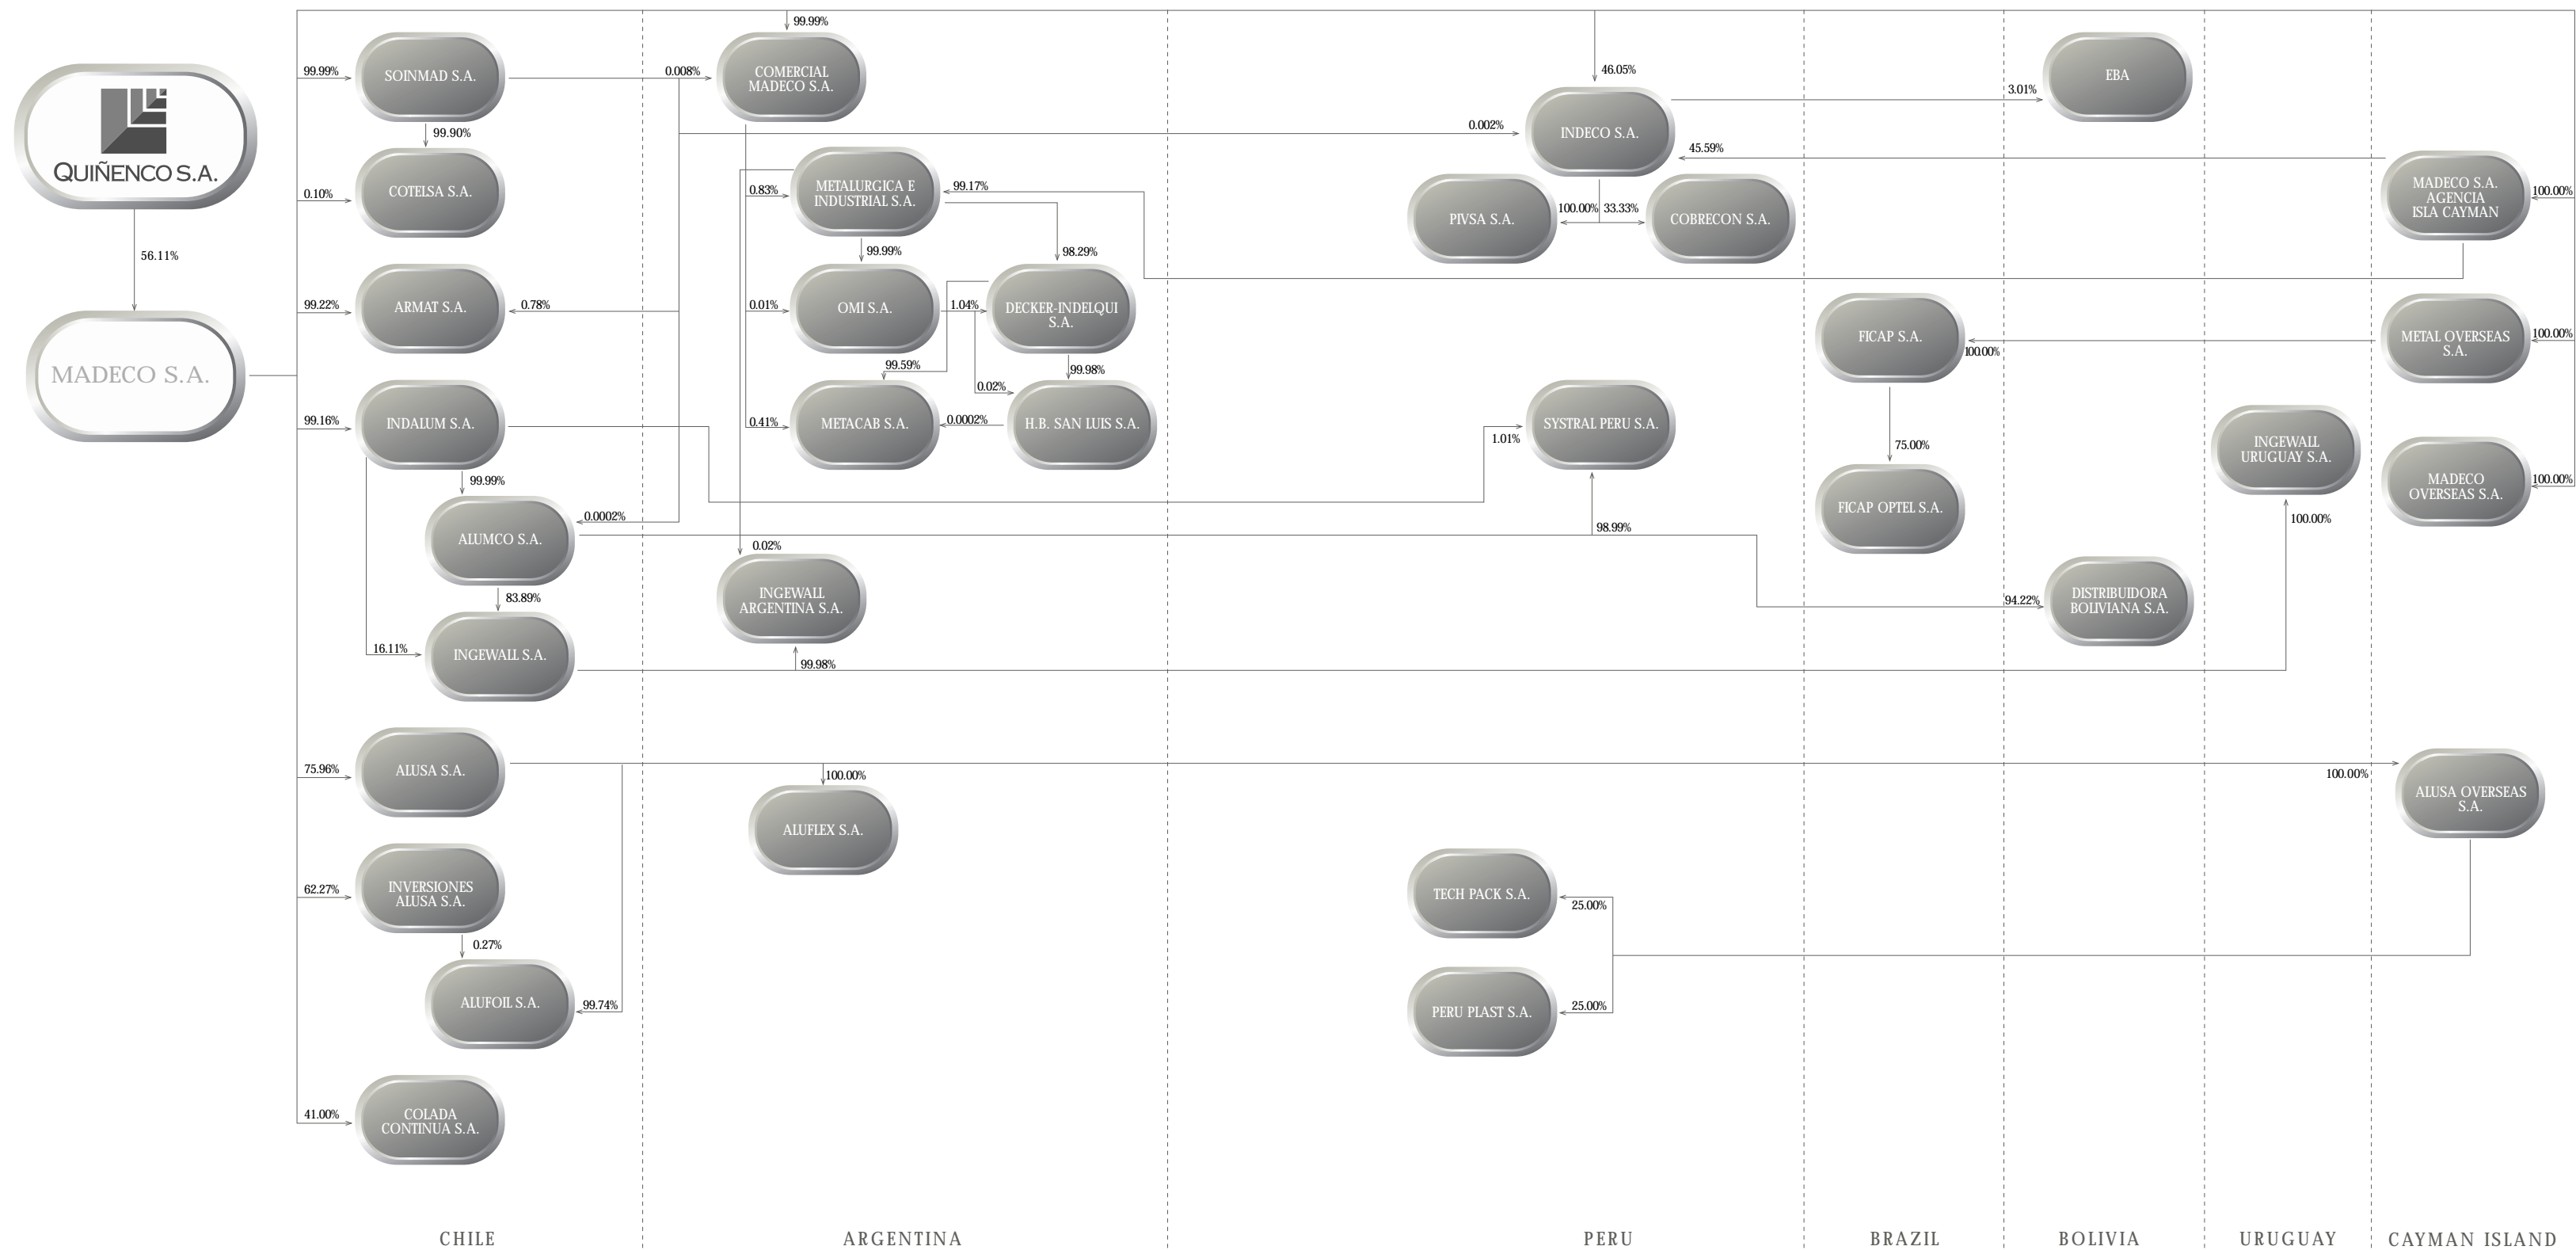 QUIÑENCO S.A.
56.11%
MADECO S.A.
99.99%
SOINMAD S.A.
99.90%
0.10%
COTELSA S.A.
99.22%
ARMAT S.A.
0.78%
99.16%
INDALUM S.A.
99.99%
0.0002%
ALUMCO S.A.
83.89%
16.11%
INGEWALL S.A.
75.96%
ALUSA S.A.
62.27%
INVERSIONES
ALUSA S.A.
0.27%
ALUFOIL S.A.
99.74%
41.00%
COLADA
CONTINUA S.A.
CHILE
99.99%
0.008%
COMERCIAL
MADECO S.A.
0.83%
METALURGICA E
INDUSTRIAL S.A.
99.17%
99.99%
98.29%
0.01%
OMI S.A.
1.04%
DECKER-INDELQUI
S.A.
99.59%
99.98%
0.02%
0.41%
METACAB S.A.
0.0002%
H.B. SAN LUIS S.A.
0.02%
INGEWALL
ARGENTINA S.A.
99.98%
100.00%
ALUFLEX S.A.
ARGENTINA
46.05%
0.002%
INDECO S.A.
45.59%
PIVSA S.A.
100.00%
33.33%
COBRECON S.A.
1.01%
SYSTRAL PERU S.A.
98.99%
TECH PACK S.A.
25.00%
PERU PLAST S.A.
25.00%
PERU
FICAP S.A.
100.00%
75.00%
FICAP OPTEL S.A.
BRAZIL
3.01%
EBA
94.22%
DISTRIBUIDORA
BOLIVIANA S.A.
BOLIVIA
INGEWALL
URUGUAY S.A.
100.00%
URUGUAY
MADECO S.A.
AGENCIA
ISLA CAYMAN
100.00%
METAL OVERSEAS
S.A.
100.00%
MADECO
OVERSEAS S.A.
100.00%
100.00%
ALUSA OVERSEAS
S.A.
CAYMAN ISLAND